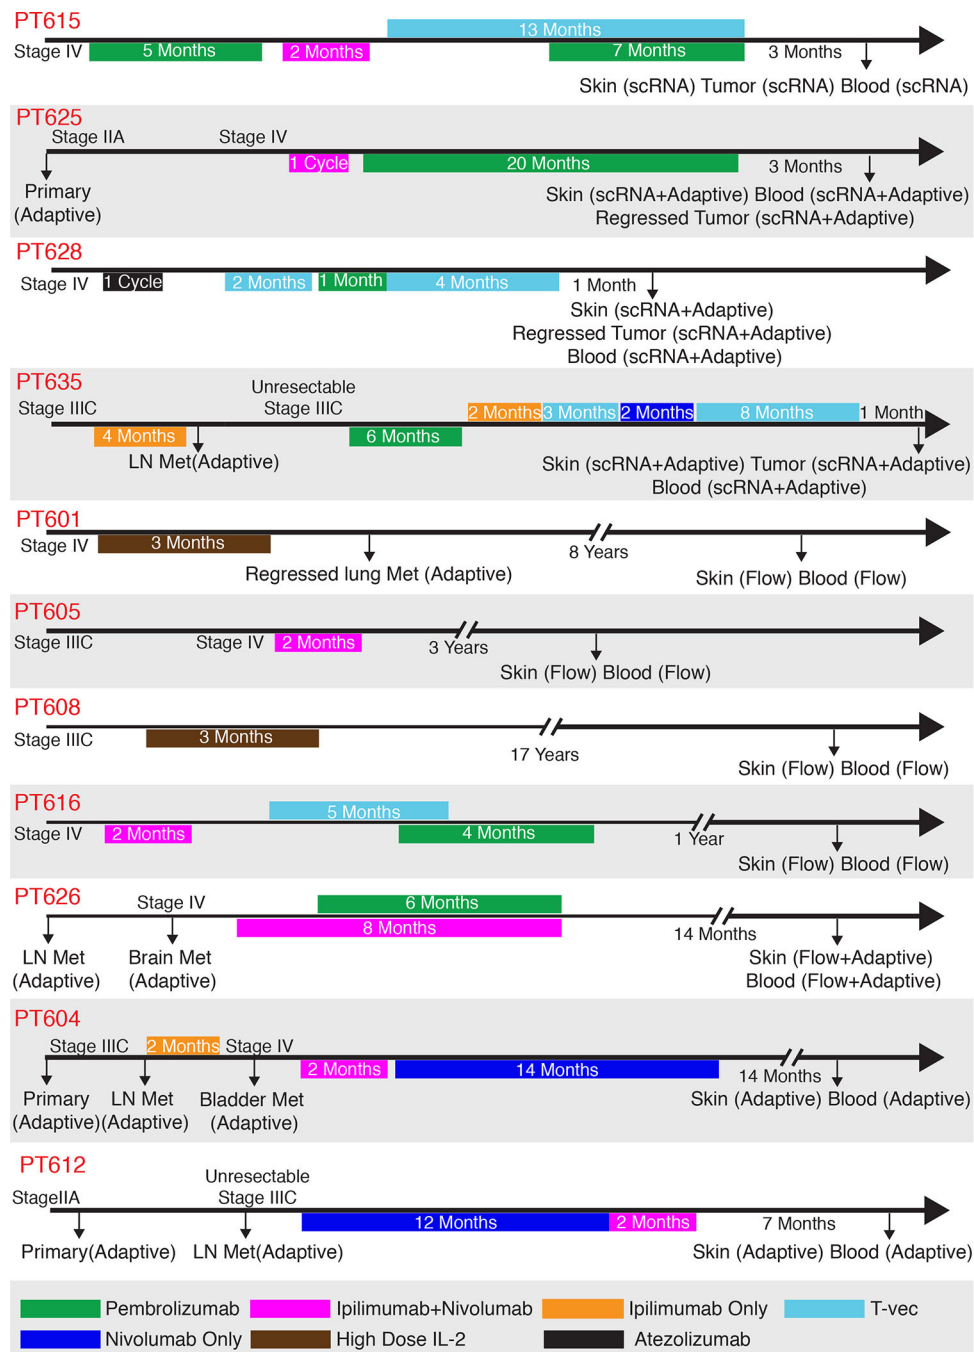 PT615
13 Months
Stage IV 5 Months 2 Months 7 Months 3 Months
Skin (scRNA) Tumor (scRNA) Blood (scRNA)
PT625
Stage IIA Stage IV
1 Cycle 20 Months 3 Months
Primary Skin (scRNA+Adaptive) Blood (scRNA+Adaptive)
(Adaptive) Regressed Tumor (scRNA+Adaptive)
PT628
Stage IV 1 Cycle 2 Months 1 Month 4 Months 1 Month
Skin (scRNA+Adaptive)
Regressed Tumor (scRNA+Adaptive)
Blood (scRNA+Adaptive)
PT635
Unresectable
Stage IIIC Stage IIIC 2 Months 3 Months 2 Months 8 Months 1 Month
4 Months 6 Months
LN Met(Adaptive) Skin (scRNA+Adaptive) Tumor (scRNA+Adaptive)
Blood (scRNA+Adaptive)
PT601
Stage IV 3 Months 8 Years
Regressed lung Met (Adaptive) Skin (Flow) Blood (Flow)
PT605
Stage IIIC Stage IV 2 Months 3 Years
Skin (Flow) Blood (Flow)
PT608
Stage IIIC 3 Months 17 Years
Skin (Flow) Blood (Flow)
PT616
5 Months
Stage IV 2 Months 4 Months 1 Year
Skin (Flow) Blood (Flow)
PT626
Stage IV 6 Months
8 Months 14 Months
LN Met Brain Met Skin (Flow+Adaptive)
(Adaptive) (Adaptive) Blood (Flow+Adaptive)
PT604
Stage IIIC 2 Months Stage IV
2 Months 14 Months 14 Months
Primary LN Met Bladder Met Skin (Adaptive) Blood (Adaptive)
(Adaptive) (Adaptive) (Adaptive)
PT612
Unresectable
StageIIA Stage IIIC
12 Months 2 Months 7 Months
Primary(Adaptive) LN Met(Adaptive) Skin (Adaptive) Blood (Adaptive)
Pembrolizumab Ipilimumab+Nivolumab Ipilimumab Only T-vec
Nivolumab Only High Dose IL-2 Atezolizumab